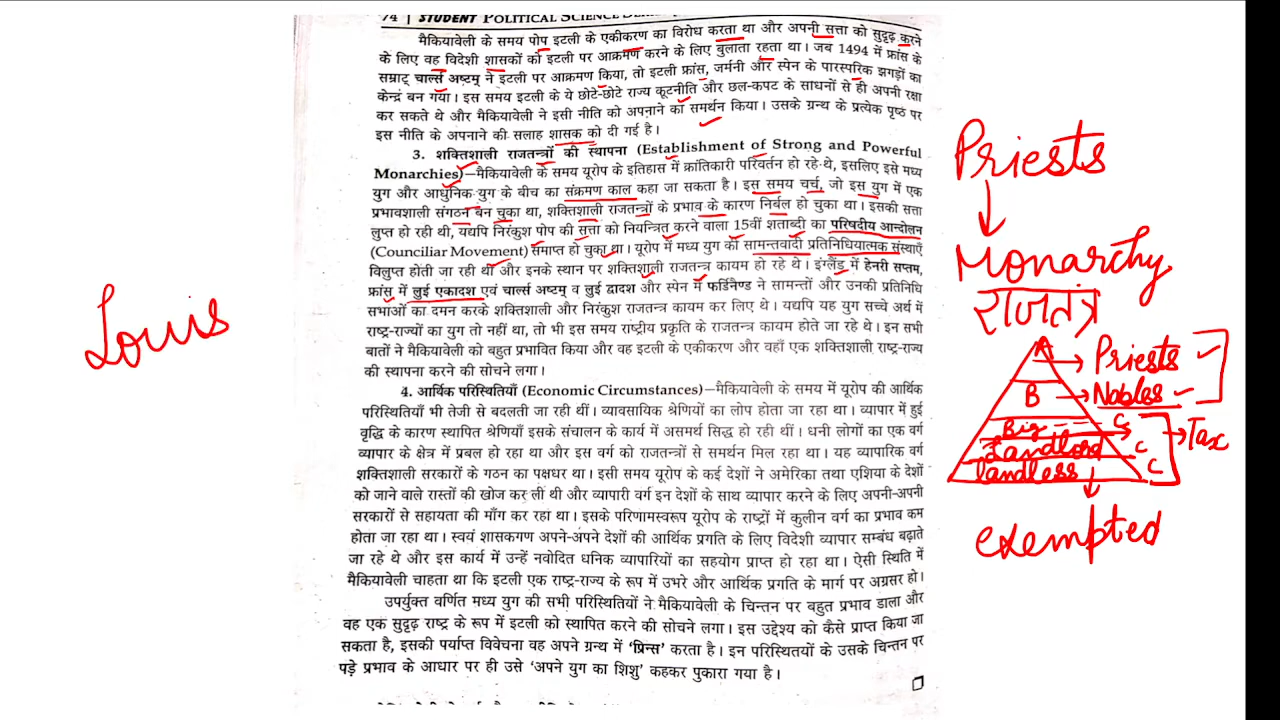 74 | STUDENT POLITICAL SCIENCE
मैकियावेली के समय पोप इटली के एकीकरण का विरोध करता था और अपनी सत्ता को सुदृढ़ करने
के लिए वह विदेशी शासकों को इटली पर आक्रमण करने के लिए बुलाता रहता था। जब 1494 में फ्रांस के
सम्राट् चार्ल्स अष्टम् ने इटली पर आक्रमण किया, तो इटली फ्रांस, जर्मनी और स्पेन के पारस्परिक झगड़ों का
केन्द्र बन गया। इस समय इटली के ये छोटे-छोटे राज्य कूटनीति और छल-कपट के साधनों से ही अपनी रक्षा
कर सकते थे और मैकियावेली ने इसी नीति को अपनाने का समर्थन किया। उसके ग्रन्थ के प्रत्येक पृष्ठ पर
इस नीति के अपनाने की सलाह शासक को दी गई है।
3. शक्तिशाली राजतन्त्रों की स्थापना (Establishment of Strong and Powerful
Monarchies)—मैकियावेली के समय यूरोप के इतिहास में क्रांतिकारी परिवर्तन हो रहे थे, इसलिए इसे मध्य
युग और आधुनिक युग के बीच का संक्रमण काल कहा जा सकता है। इस समय चर्च, जो इस युग में एक
प्रभावशाली संगठन बन चुका था, शक्तिशाली राजतन्त्रों के प्रभाव के कारण निर्बल हो चुका था। इसकी सत्ता
लुप्त हो रही थी, यद्यपि निरंकुश पोप की सत्ता को नियन्त्रित करने वाला 15वीं शताब्दी का परिषदीय आन्दोलन
(Counciliar Movement) समाप्त हो चुका था। यूरोप में मध्य युग की सामन्तवादी प्रतिनिधियात्मक संस्थाएँ
विलुप्त होती जा रही थीं और इनके स्थान पर शक्तिशाली राजतन्त्र कायम हो रहे थे। इंग्लैंड में हेनरी सप्तम,
फ्रांस में लुई एकादश एवं चार्ल्स अष्टम् व लुई द्वादश और स्पेन में फर्डिनैण्ड ने सामन्तों और उनकी प्रतिनिधि
सभाओं का दमन करके शक्तिशाली और निरंकुश राजतन्त्र कायम कर लिए थे। यद्यपि यह युग सच्चे अर्थ में
राष्ट्र-राज्यों का युग तो नहीं था, तो भी इस समय राष्ट्रीय प्रकृति के राजतन्त्र कायम होते जा रहे थे। इन सभी
बातों ने मैकियावेली को बहुत प्रभावित किया और वह इटली के एकीकरण और वहाँ एक शक्तिशाली राष्ट्र-राज्य
की स्थापना करने की सोचने लगा।
4. आर्थिक परिस्थितियाँ (Economic Circumstances)—मैकियावेली के समय में यूरोप की आर्थिक
परिस्थितियाँ भी तेजी से बदलती जा रही थीं। व्यावसायिक श्रेणियों का लोप होता जा रहा था। व्यापार में हुई
वृद्धि के कारण स्थापित श्रेणियाँ इसके संचालन के कार्य में असमर्थ सिद्ध हो रही थीं। धनी लोगों का एक वर्ग
व्यापार के क्षेत्र में प्रबल हो रहा था और इस वर्ग को राजतन्त्रों से समर्थन मिल रहा था। यह व्यापारिक वर्ग
शक्तिशाली सरकारों के गठन का पक्षधर था। इसी समय यूरोप के कई देशों ने अमेरिका तथा एशिया के देशों
को जाने वाले रास्तों की खोज कर ली थी और व्यापारी वर्ग इन देशों के साथ व्यापार करने के लिए अपनी-अपनी
सरकारों से सहायता की माँग कर रहा था। इसके परिणामस्वरूप यूरोप के राष्ट्रों में कुलीन वर्ग का प्रभाव कम
होता जा रहा था। स्वयं शासकगण अपने-अपने देशों की आर्थिक प्रगति के लिए विदेशी व्यापार सम्बंध बढ़ाते
जा रहे थे और इस कार्य में उन्हें नवोदित धनिक व्यापारियों का सहयोग प्राप्त हो रहा था। ऐसी स्थिति में
मैकियावेली चाहता था कि इटली एक राष्ट्र-राज्य के रूप में उभरे और आर्थिक प्रगति के मार्ग पर अग्रसर हो।
उपर्युक्त वर्णित मध्य युग की सभी परिस्थितियों ने मैकियावेली के चिन्तन पर बहुत प्रभाव डाला और
वह एक सुदृढ़ राष्ट्र के रूप में इटली को स्थापित करने की सोचने लगा। इस उद्देश्य को कैसे प्राप्त किया जा
सकता है, इसकी पर्याप्त विवेचना वह अपने ग्रन्थ में ‘प्रिन्स’ करता है। इन परिस्थितयों के उसके चिन्तन पर
पड़े प्रभाव के आधार पर ही उसे ‘अपने युग का शिशु’ कहकर पुकारा गया है।
Louis
Priests
Monarchy
राजतंत्र
A Priests
B Nobles
Big C
Landlord C
landless C
Tax
exempted